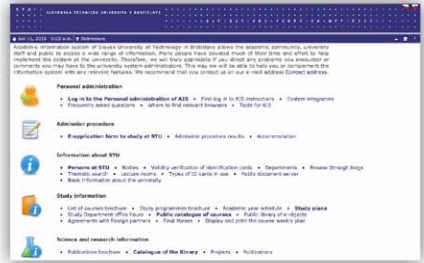 SLOVENSKÁ TECHNICKÁ UNIVERZITA V BRATISLAVE
Academic information system of Slovak University of Technology in Bratislava allows the academic community, university
staff and public to access a wide range of information. Many people have devoted much of their time and effort to help
implement the system at the university. Therefore, we will truly appreciate if you direct any problems you encounter or
comments you may have to the university system administrators. This way we will be able to help you or complement the
information system with any relevant features. We recommend that you contact us on our e-mail address Contact address.
Personal administration
• Log in to the Personal administration of AIS • First log in to AIS instructions • System integrators
• Frequently asked questions • Where to find relevant browsers • Tools for AIS
Admission procedure
• E-application form to study at STU • Admission procedure results • Accommodation
Information about STU
• Persons at STU • Bodies • Validity verification of identification cards • Departments • Browse through
• Thematic search • Lecture rooms • Types of ID cards in use • Public document server
• Basic information about the university
Study information
• List of courses brochure • Study programmes brochure • Academic year schedule • Study plans
• Study Department office hours • Public catalogue of courses • Public library of e-objects
• Agreements with foreign partners • Final theses • Display and print the course weekly plan
Science and research information
• Publications brochure • Catalogue of the library • Projects • Publications